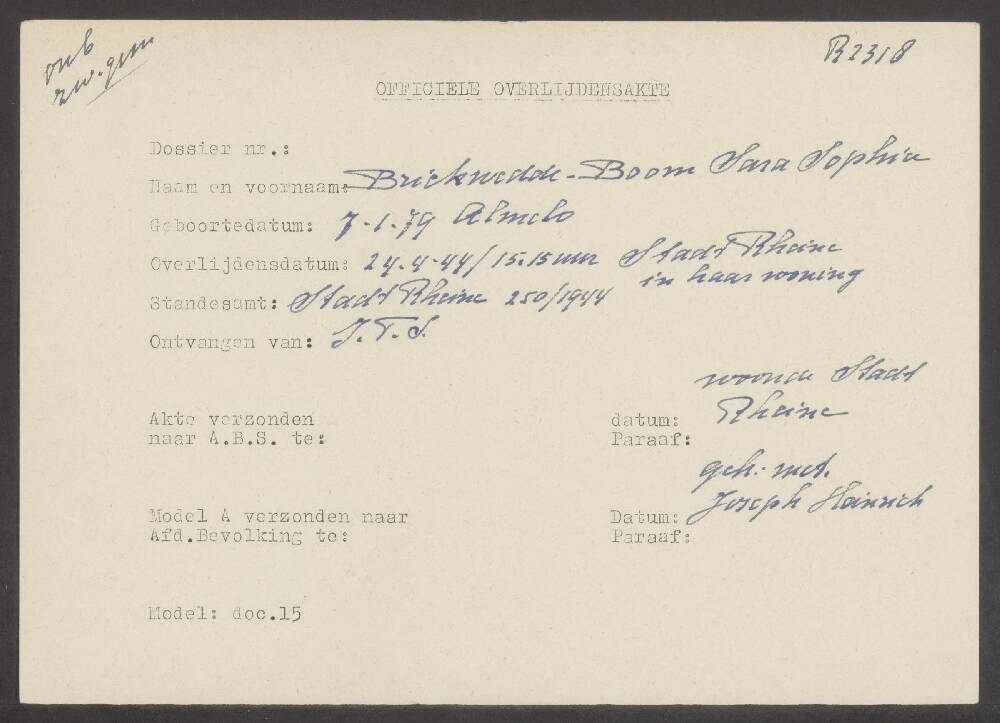 onb
zw. gem
R2318
OFFICIELE OVERLIJDENSAKTE
Dossier nr.:
Naam en voornaam: Brickwedde-Boom Sara Sophia
Geboortedatum: 7-1.79 Almelo
Overlijdensdatum: 24.4.44/15.15 uur Stadt Rheine
in haar woning
Standesamt: Stadt Rheine 250/1944
Ontvangen van: I.T.S.
woonde Stadt
Rheine
Akte verzonden datum:
naar A.B.S. te: Paraaf:
geh. met.
Joseph Heinrich
Model A verzonden naar Datum:
Afd.Bevolking te: Paraaf:
Model: doc.15